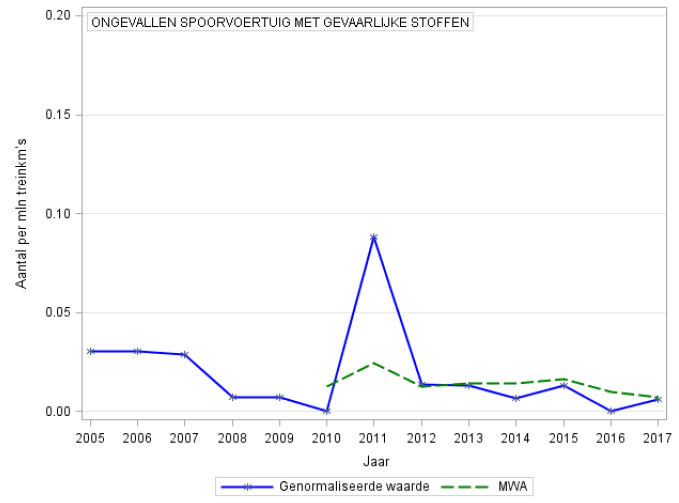 ONGEVALLEN SPOORVOERTUIG MET GEVAARLIJKE STOFFEN
0.20
0.15
0.10
0.05
0.00
Aantal per mln treinkm's
2005 2006 2007 2008 2009 2010 2011 2012 2013 2014 2015 2016 2017
Jaar
Genormaliseerde waarde MWA